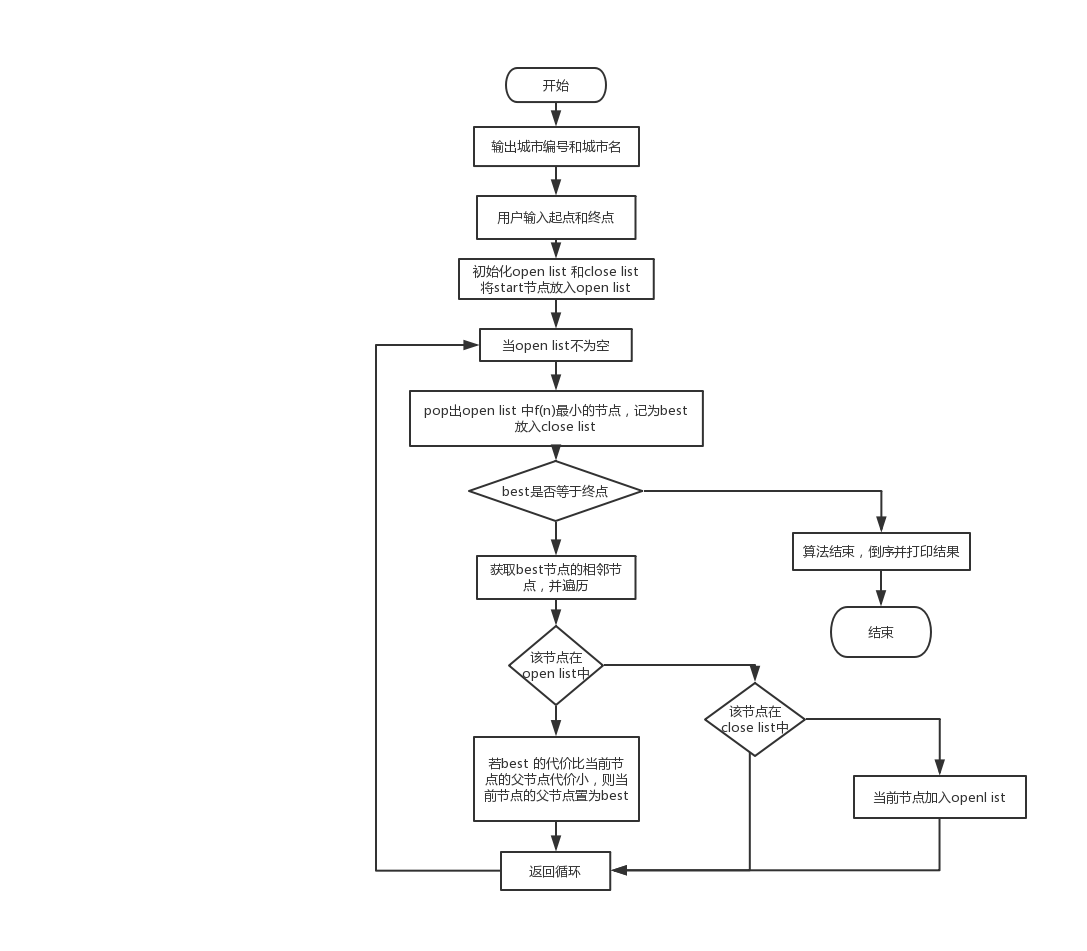 开始
输出城市编号和城市名
用户输入起点和终点
初始化open list 和close list
将start节点放入open list
当open list不为空
pop出open list 中f(n)最小的节点，记为best
放入close list
best是否等于终点
算法结束，倒序并打印结果
获取best节点的相邻节
点，并遍历
结束
该节点在
open list中
该节点在
close list中
若best 的代价比当前节
点的父节点代价小，则当
前节点的父节点置为best
当前节点加入openl ist
返回循环